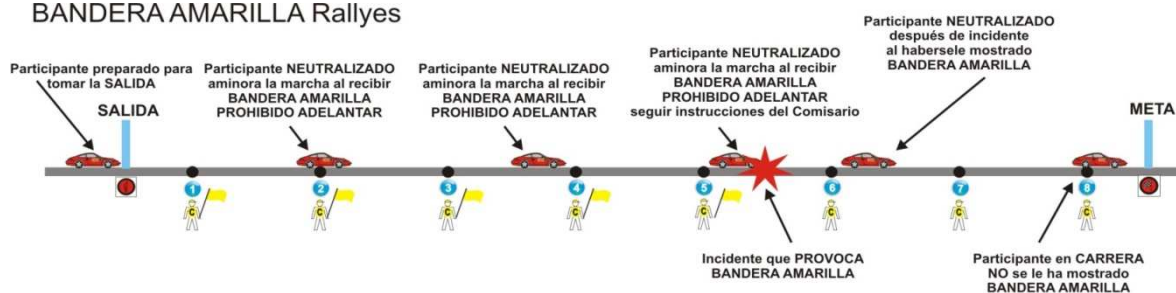 BANDERA AMARILLA Rallyes
Participante preparado para
tomar la SALIDA
SALIDA
Participante NEUTRALIZADO
aminora la marcha al recibir
BANDERA AMARILLA
PROHIBIDO ADELANTAR
Participante NEUTRALIZADO
aminora la marcha al recibir
BANDERA AMARILLA
PROHIBIDO ADELANTAR
Participante NEUTRALIZADO
aminora la marcha al recibir
BANDERA AMARILLA
PROHIBIDO ADELANTAR
seguir instrucciones del Comisario
Participante NEUTRALIZADO
después de incidente
al habersele mostrado
BANDERA AMARILLA
META
1
2
3
4
5
6
7
8
C
C
C
C
C
C
C
C
Incidente que PROVOCA
BANDERA AMARILLA
Participante en CARRERA
NO se le ha mostrado
BANDERA AMARILLA